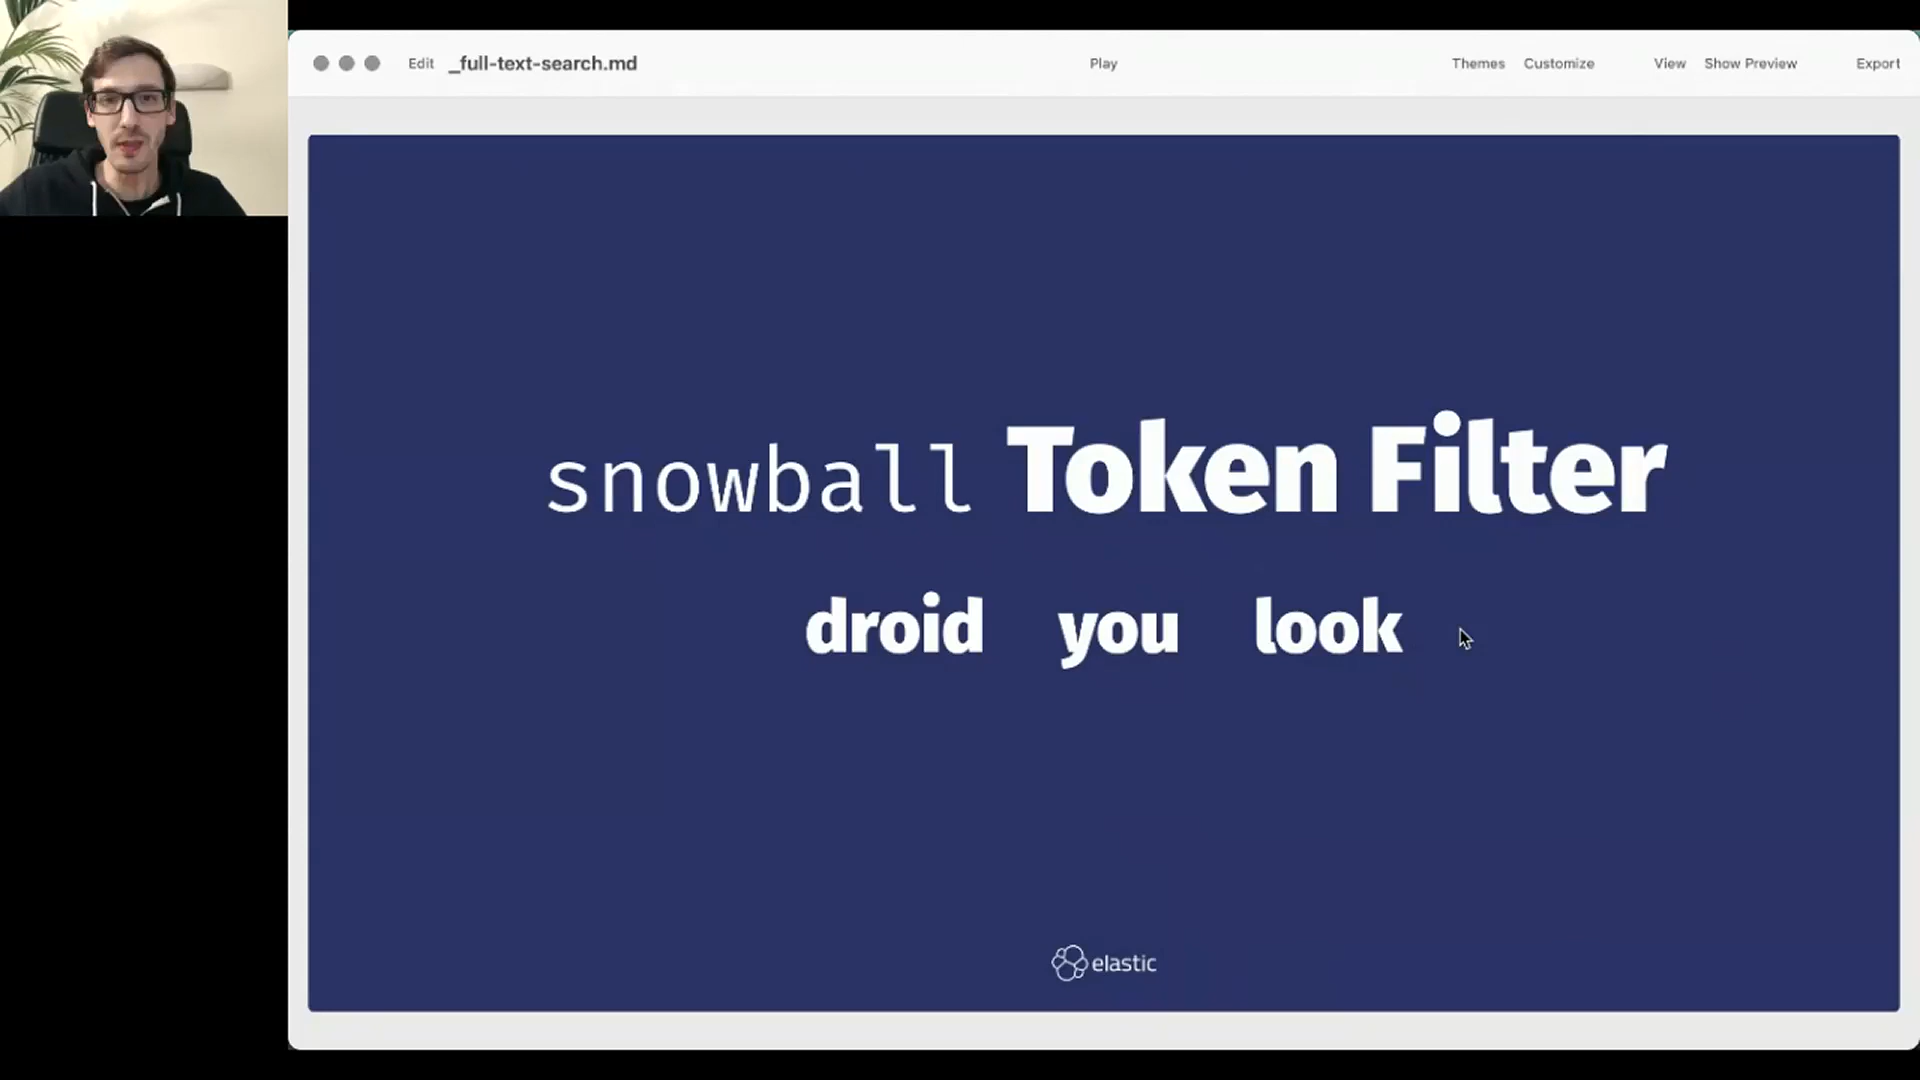 Edit _full-text-search.md Play Themes Customize View Show Preview Export
snowball Token Filter
droid you look
elastic